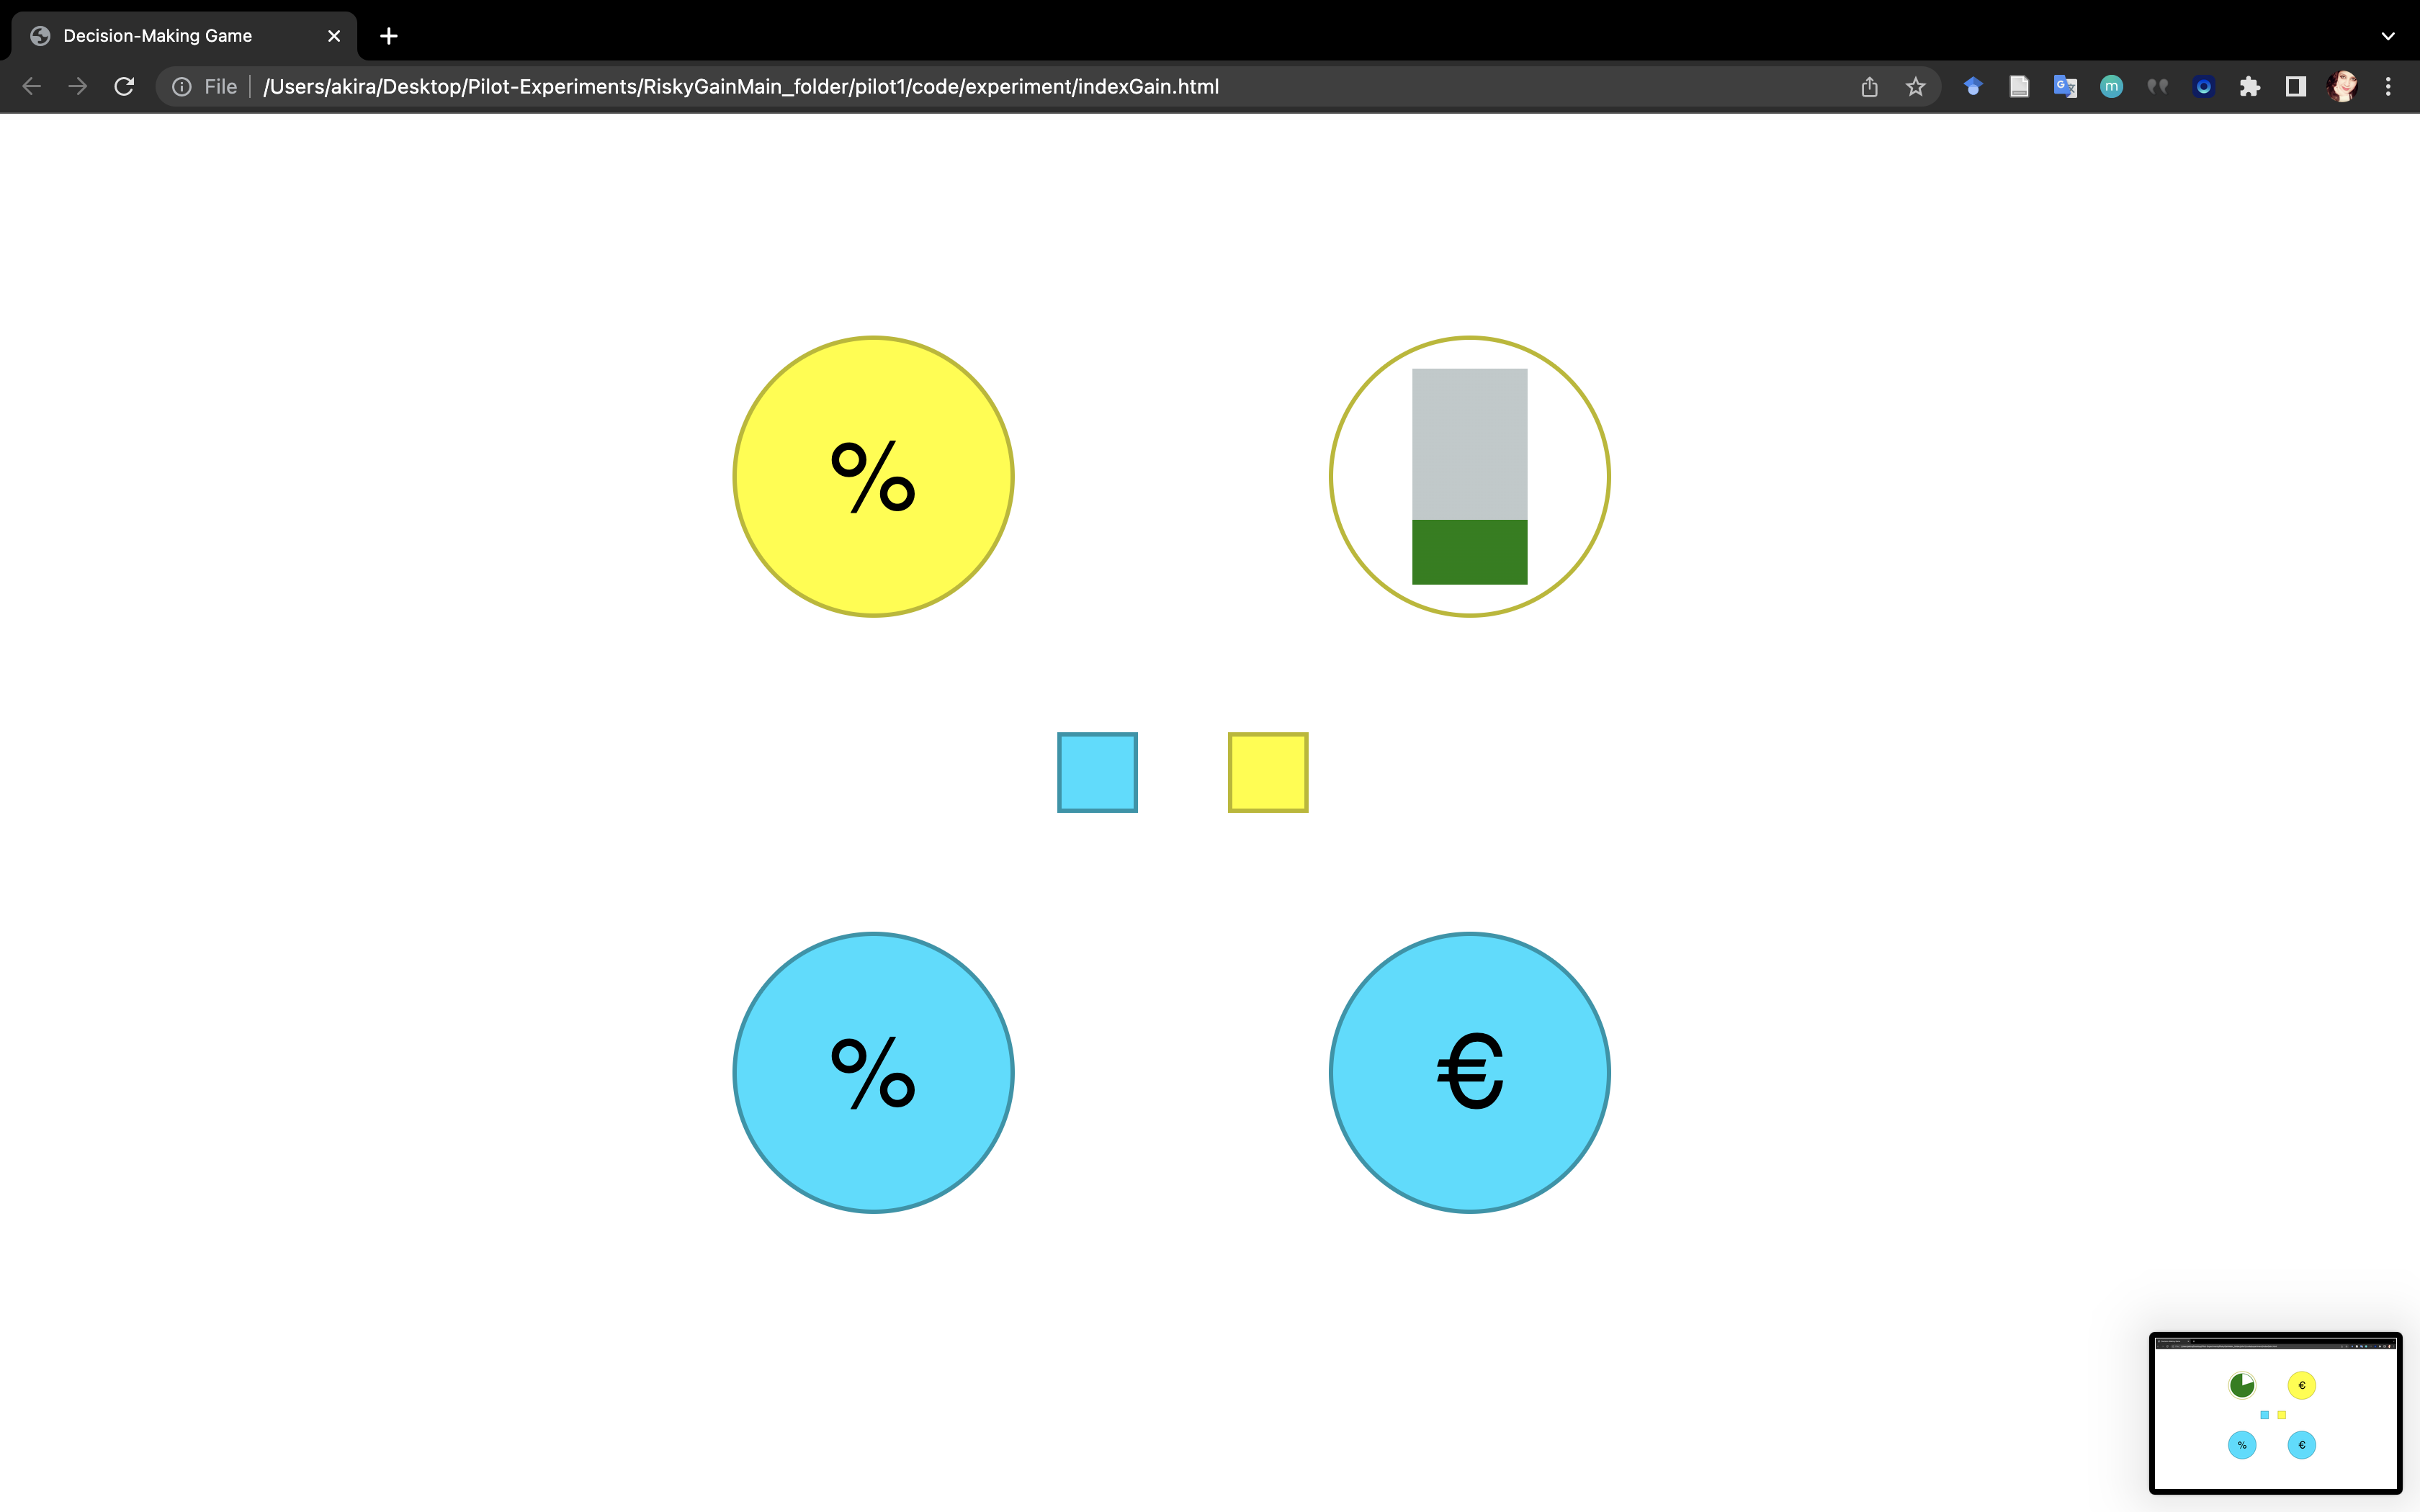 Decision-Making Game
File /Users/akira/Desktop/Pilot-Experiments/RiskyGainMain_folder/pilot1/code/experiment/indexGain.html
m
%
%
€
€
% €